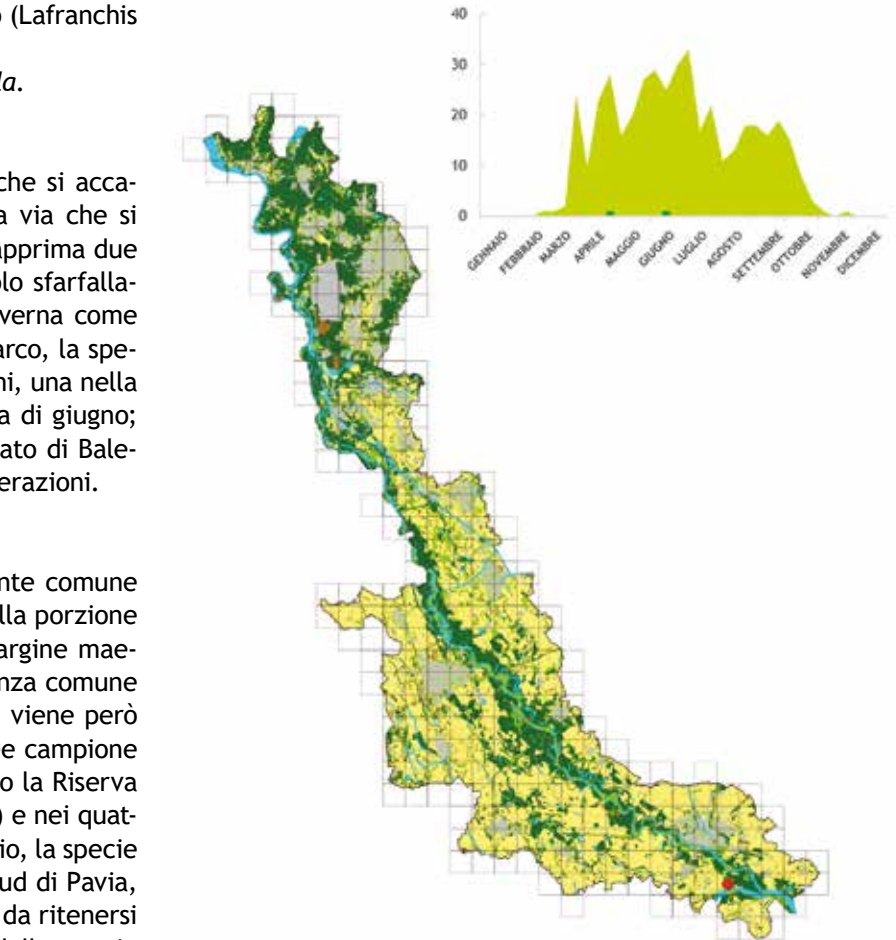 (Lafranchis
la.
che si acca-
a via che si
apprima due
olo sfarfalla-
verna come
arco, la spe-
ni, una nella
a di giugno;
ato di Bale-
erazioni.
nte comune
lla porzione
argine mae-
nza comune
viene però
e campione
o la Riserva
) e nei quat-
io, la specie
ud di Pavia,
da ritenersi
40
30
20
10
0
GENNAIO
FEBBRAIO
MARZO
APRILE
MAGGIO
GIUGNO
LUGLIO
AGOSTO
SETTEMBRE
OTTOBRE
NOVEMBRE
DICEMBRE